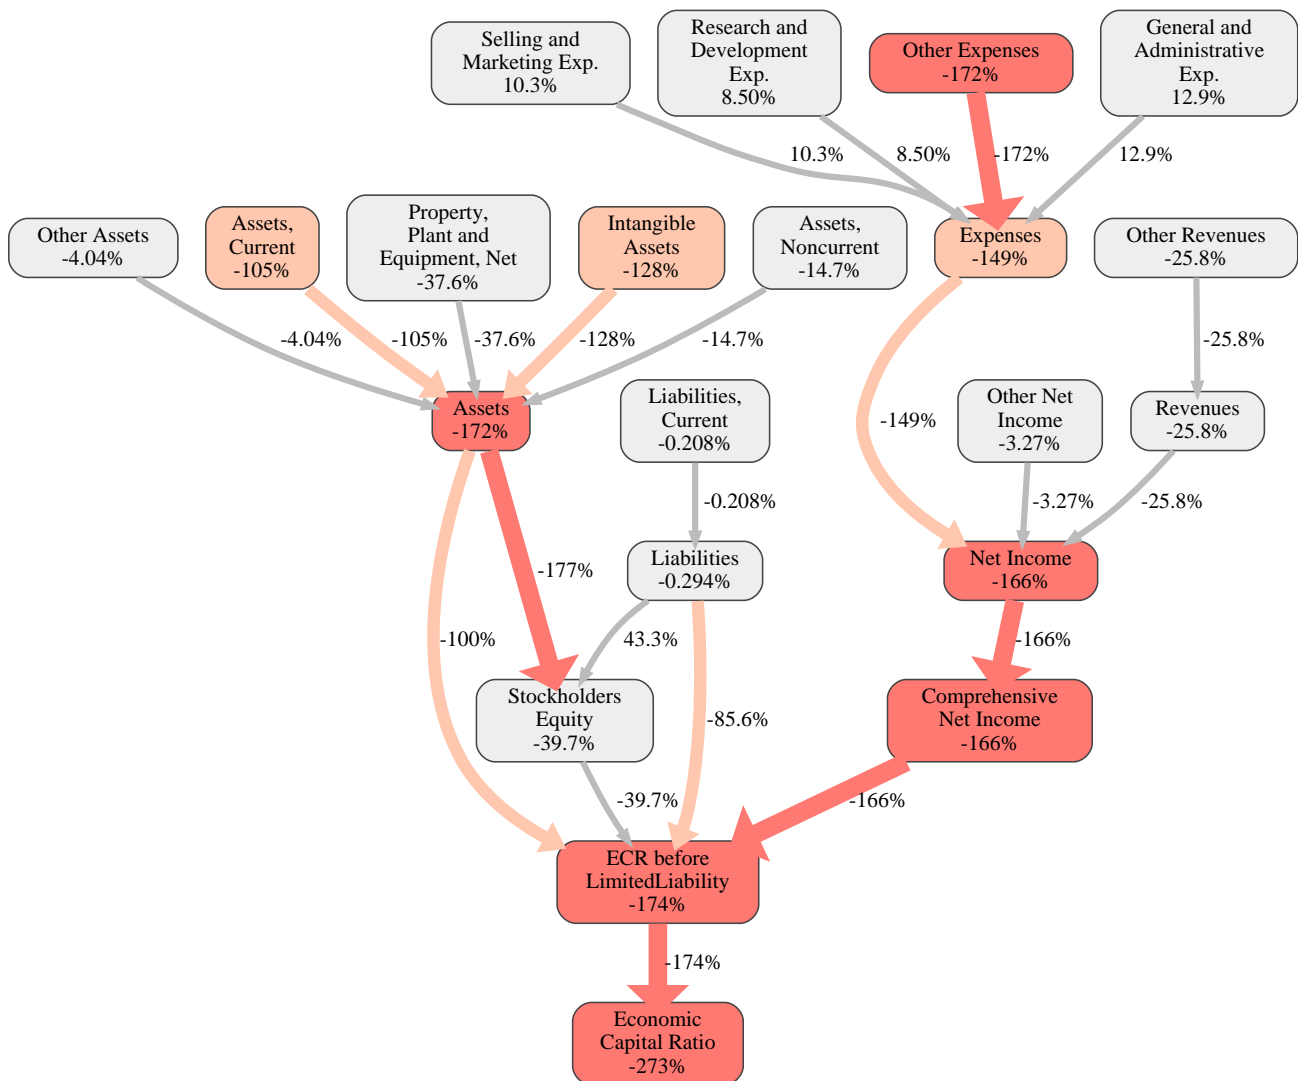 Selling and
Marketing Exp.
10.3%
Research and
Development
Exp.
8.50%
Other Expenses
-172%
General and
Administrative
Exp.
12.9%
10.3%
8.50%
-172%
12.9%
Other Assets
-4.04%
Assets,
Current
-105%
Property,
Plant and
Equipment, Net
-37.6%
Intangible
Assets
-128%
Assets,
Noncurrent
-14.7%
Expenses
-149%
Other Revenues
-25.8%
-4.04%
-105%
-37.6%
-128%
-14.7%
-25.8%
Assets
-172%
Liabilities,
Current
-0.208%
-149%
Other Net
Income
-3.27%
Revenues
-25.8%
-0.208%
-3.27%
-25.8%
-177%
Liabilities
-0.294%
Net Income
-166%
-100%
43.3%
-166%
Stockholders
Equity
-39.7%
-85.6%
Comprehensive
Net Income
-166%
-39.7%
-166%
ECR before
LimitedLiability
-174%
-174%
Economic
Capital Ratio
-273%